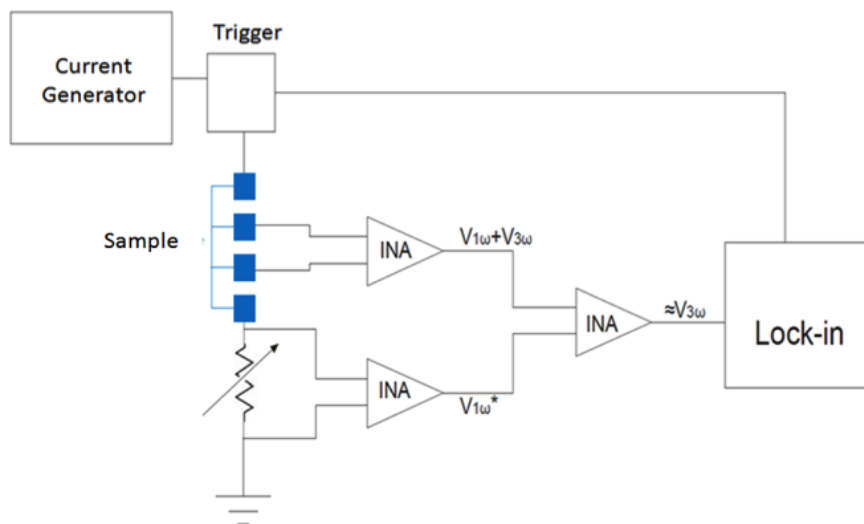 Trigger
Current
Generator
Sample
INA
V1ω+V3ω
INA
≈V3ω
Lock-in
INA
V1ω*